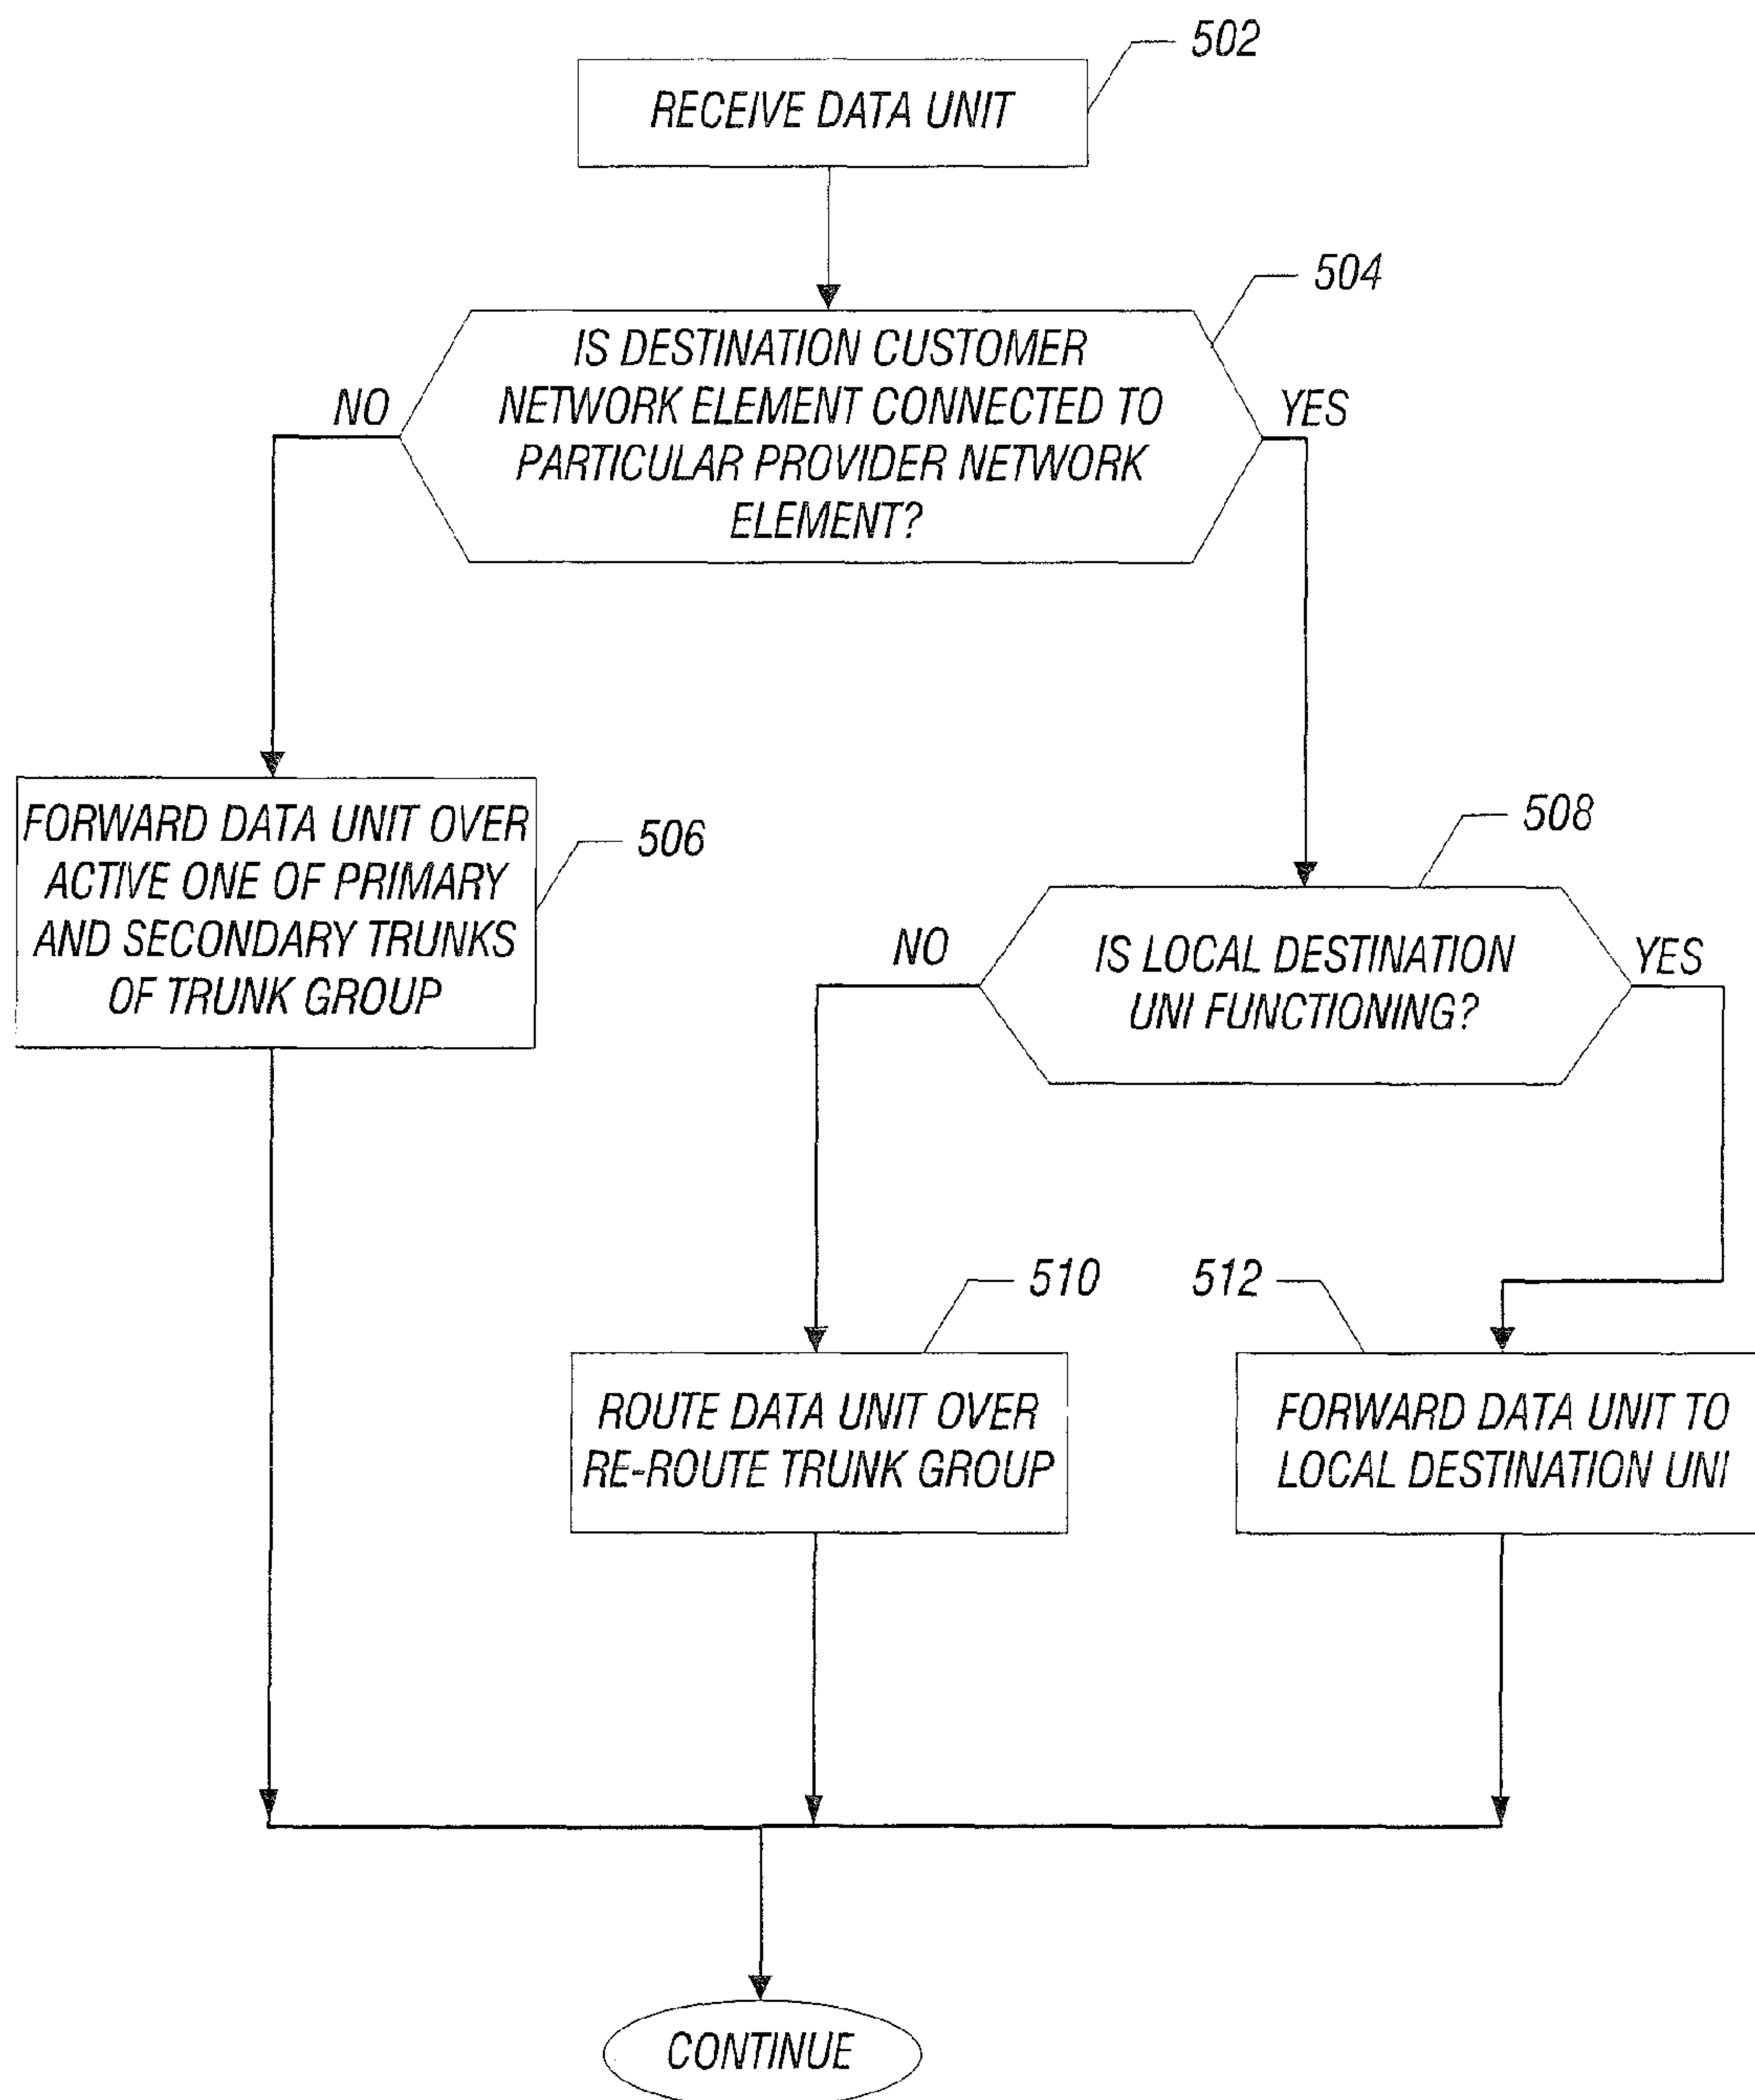 502
RECEIVE DATA UNIT
504
IS DESTINATION CUSTOMER
NETWORK ELEMENT CONNECTED TO
PARTICULAR PROVIDER NETWORK
ELEMENT?
NO
YES
FORWARD DATA UNIT OVER
ACTIVE ONE OF PRIMARY
AND SECONDARY TRUNKS
OF TRUNK GROUP
506
508
IS LOCAL DESTINATION
UNI FUNCTIONING?
NO
YES
510
ROUTE DATA UNIT OVER
RE-ROUTE TRUNK GROUP
512
FORWARD DATA UNIT TO
LOCAL DESTINATION UNI
CONTINUE